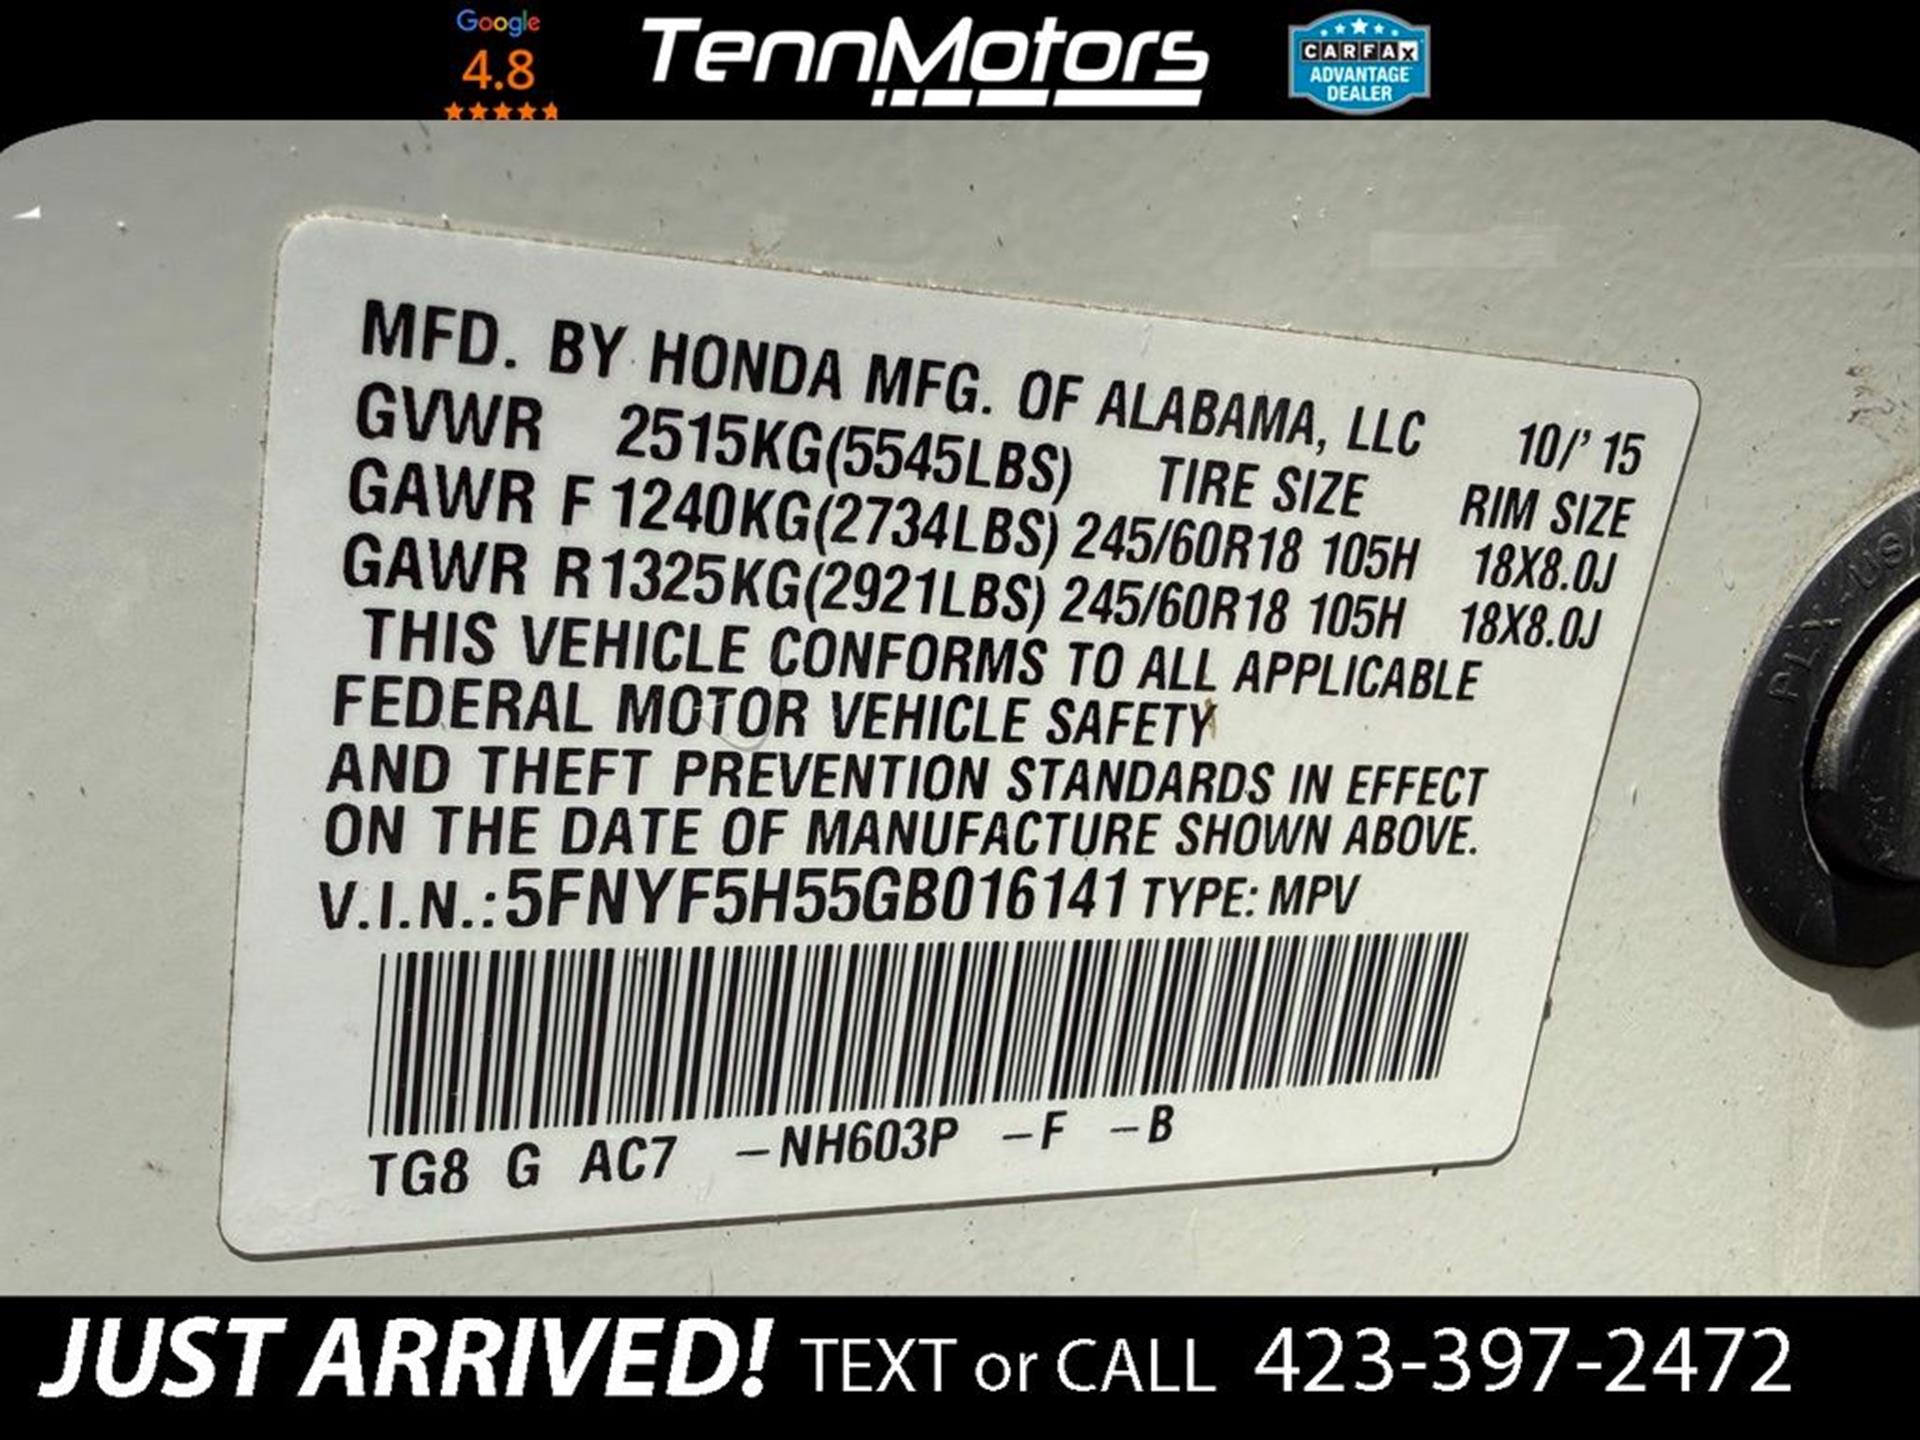 Google
4.8
TennMotors
CARFAX
ADVANTAGE
DEALER
MFD. BY HONDA MFG. OF ALABAMA, LLC 10/' 15
GVWR 2515KG(5545LBS) TIRE SIZE RIM SIZE
GAWR F 1240KG(2734LBS) 245/60R18 105H 18X8.0J
GAWR R 1325KG(2921LBS) 245/60R18 105H 18X8.0J
THIS VEHICLE CONFORMS TO ALL APPLICABLE
FEDERAL MOTOR VEHICLE SAFETY
AND THEFT PREVENTION STANDARDS IN EFFECT
ON THE DATE OF MANUFACTURE SHOWN ABOVE.
V.I.N.: 5FNYF5H55GB016141 TYPE: MPV
TG8 G AC7 –NH603P –F –B
JUST ARRIVED! TEXT or CALL 423-397-2472